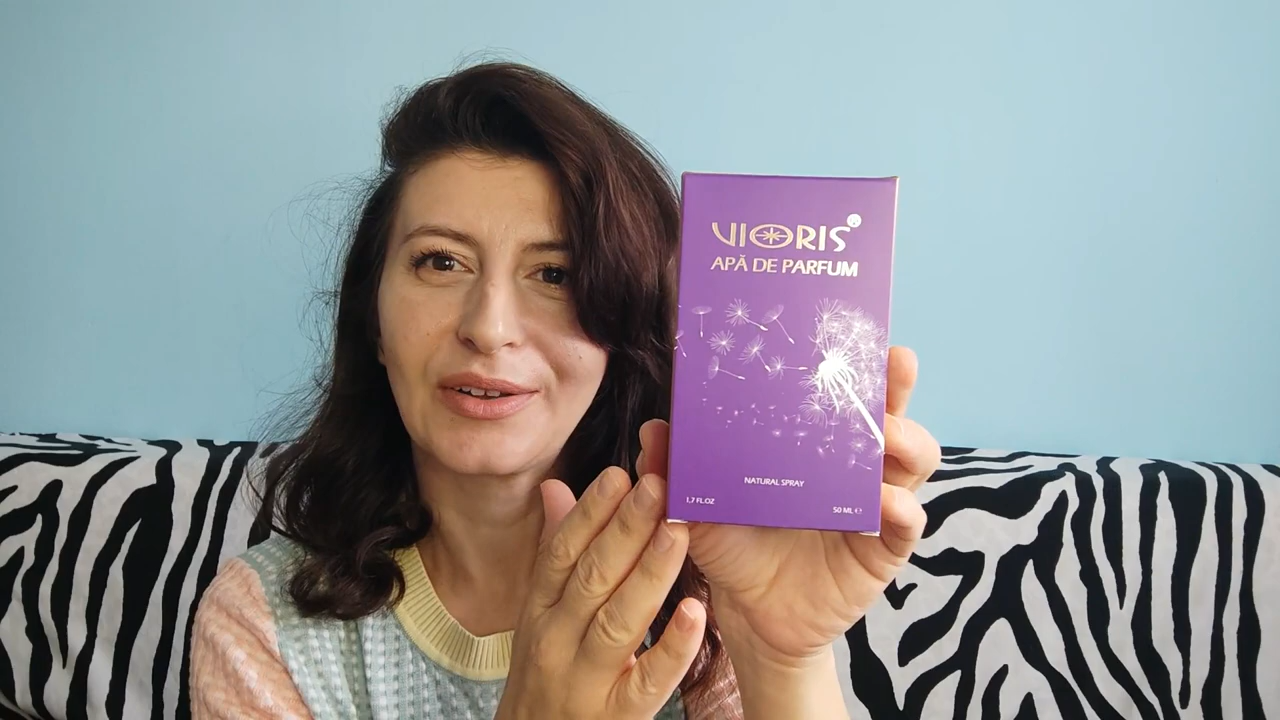 VIORIS
APĂ DE PARFUM
NATURAL SPRAY
1,7 FL.OZ
50 ML ℮